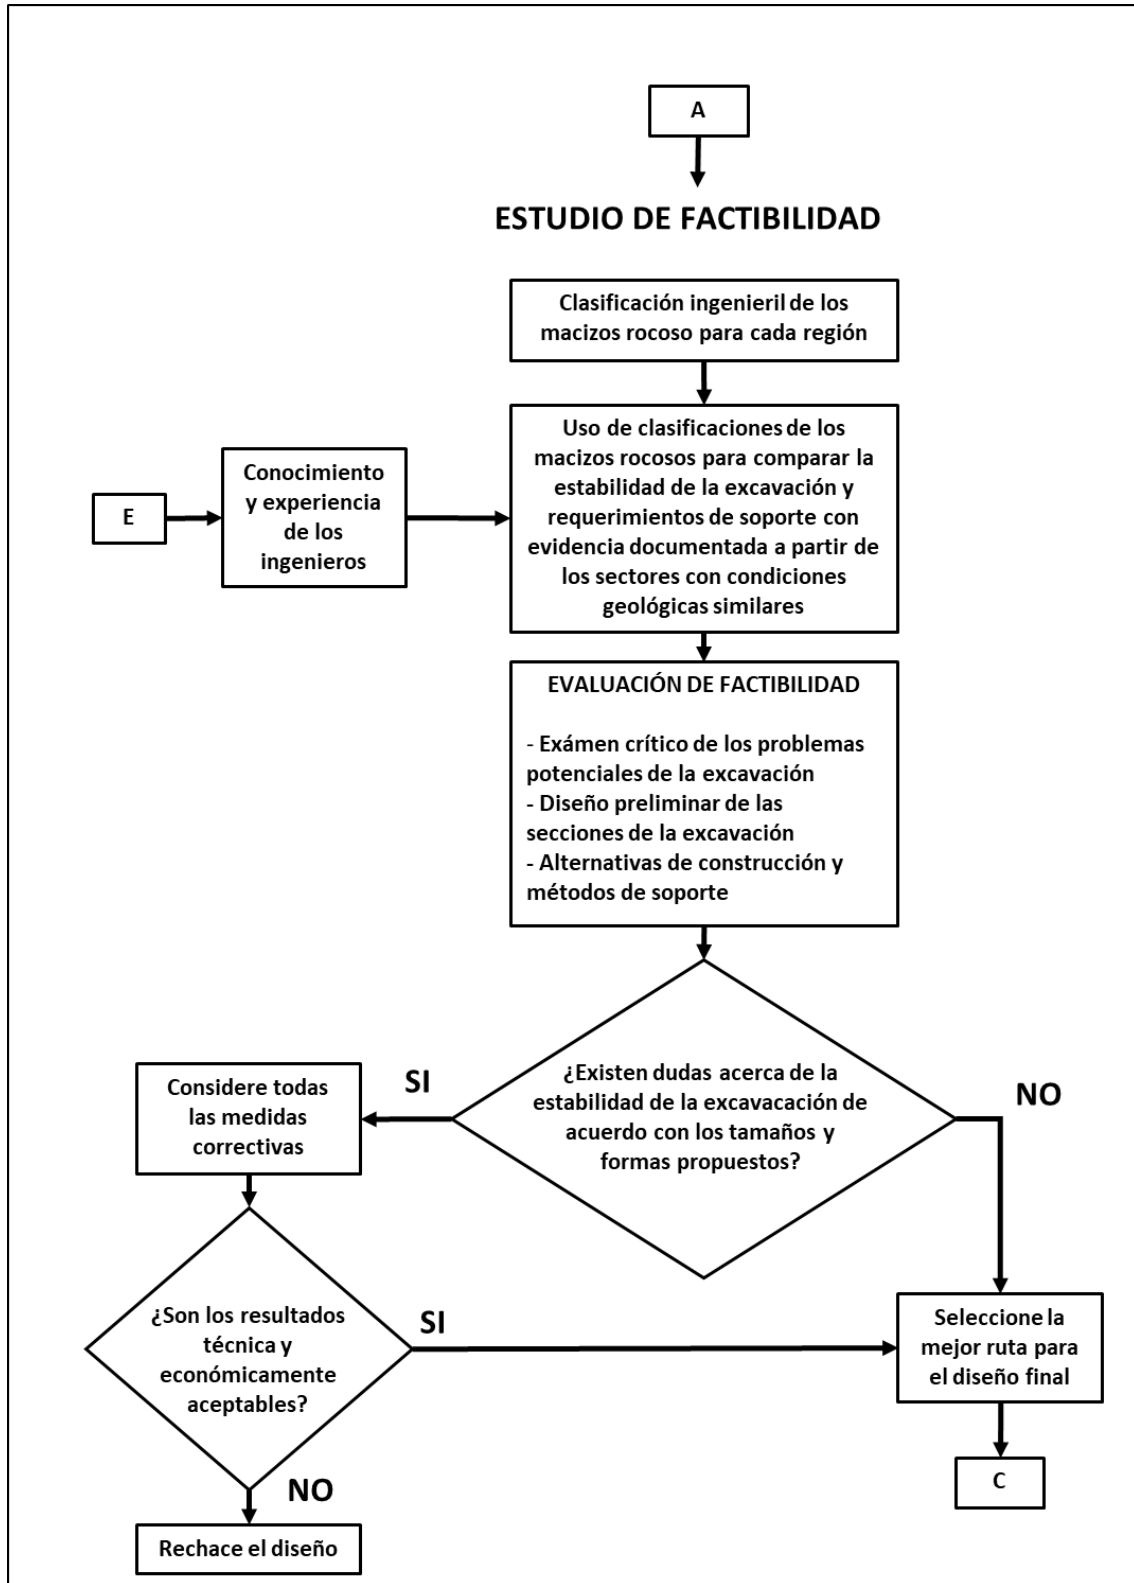 A
ESTUDIO DE FACTIBILIDAD
Clasificación ingenieril de los
macizos rocoso para cada región
Uso de clasificaciones de los
macizos rocosos para comparar la
estabilidad de la excavación y
requerimientos de soporte con
evidencia documentada a partir de
los sectores con condiciones
geológicas similares
E
Conocimiento
y experiencia
de los
ingenieros
EVALUACIÓN DE FACTIBILIDAD
- Exámen crítico de los problemas
potenciales de la excavación
- Diseño preliminar de las
secciones de la excavación
- Alternativas de construcción y
métodos de soporte
¿Existen dudas acerca de la
estabilidad de la excavacación de
acuerdo con los tamaños y
formas propuestos?
SI
NO
Considere todas
las medidas
correctivas
¿Son los resultados
técnica y
económicamente
aceptables?
SI
NO
Seleccione la
mejor ruta para
el diseño final
C
Rechace el diseño